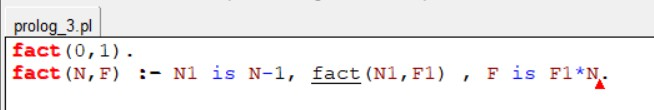 prolog_3.pl
fact(0,1).
fact(N,F) :- N1 is N-1, fact(N1,F1) , F is F1*N.